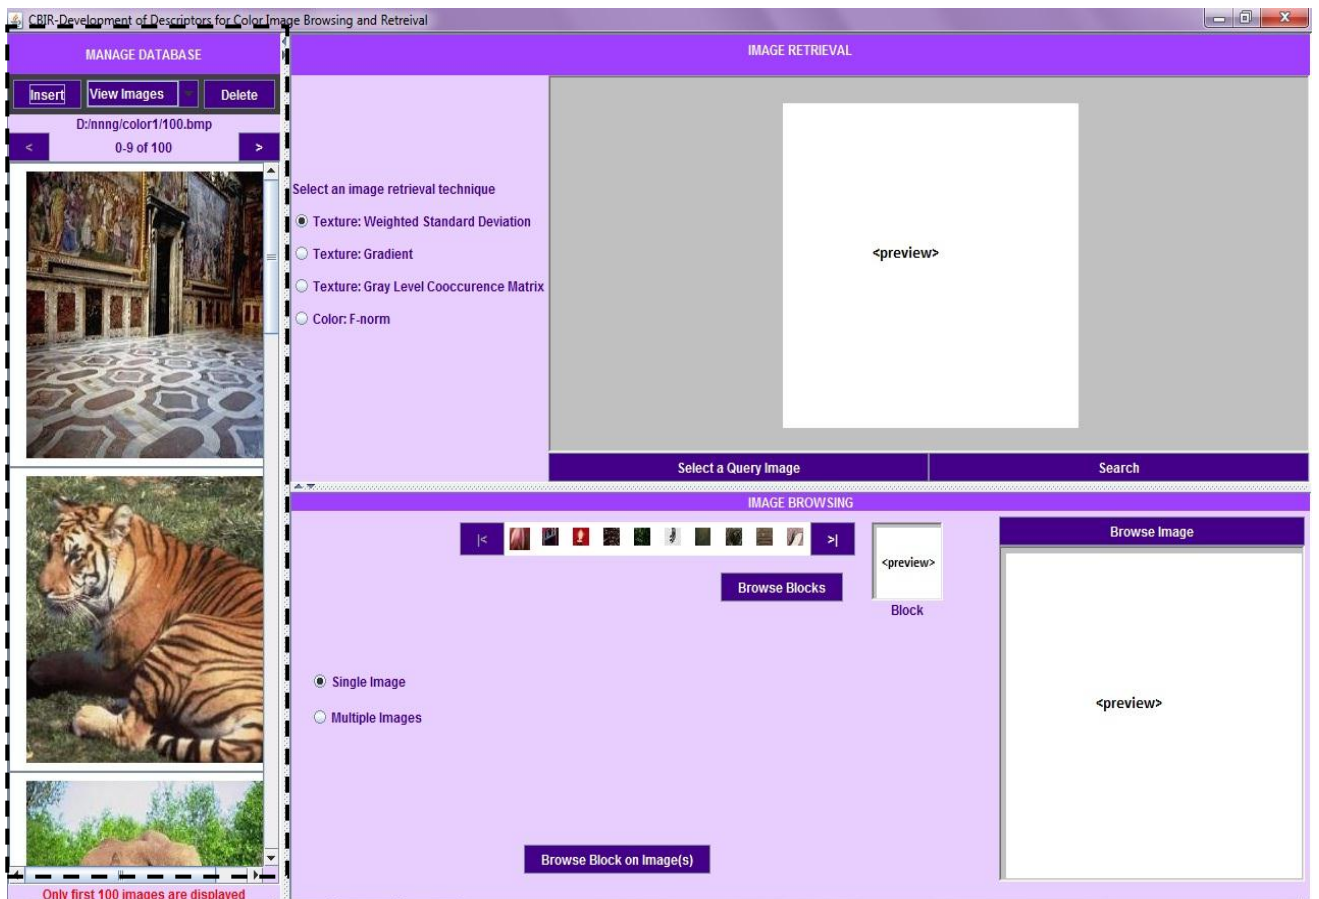 CBIR-Development of Descriptors for Color Image Browsing and Retreival
MANAGE DATABASE
Insert View Images Delete
D:/nnng/color1/100.bmp
< 0-9 of 100 >
Only first 100 images are displayed
IMAGE RETRIEVAL
Select an image retrieval technique
Texture: Weighted Standard Deviation
Texture: Gradient
Texture: Gray Level Cooccurence Matrix
Color: F-norm
<preview>
Select a Query Image Search
IMAGE BROWSING
|< >|
Browse Blocks
<preview>
Block
Single Image
Multiple Images
Browse Block on Image(s)
Browse Image
<preview>